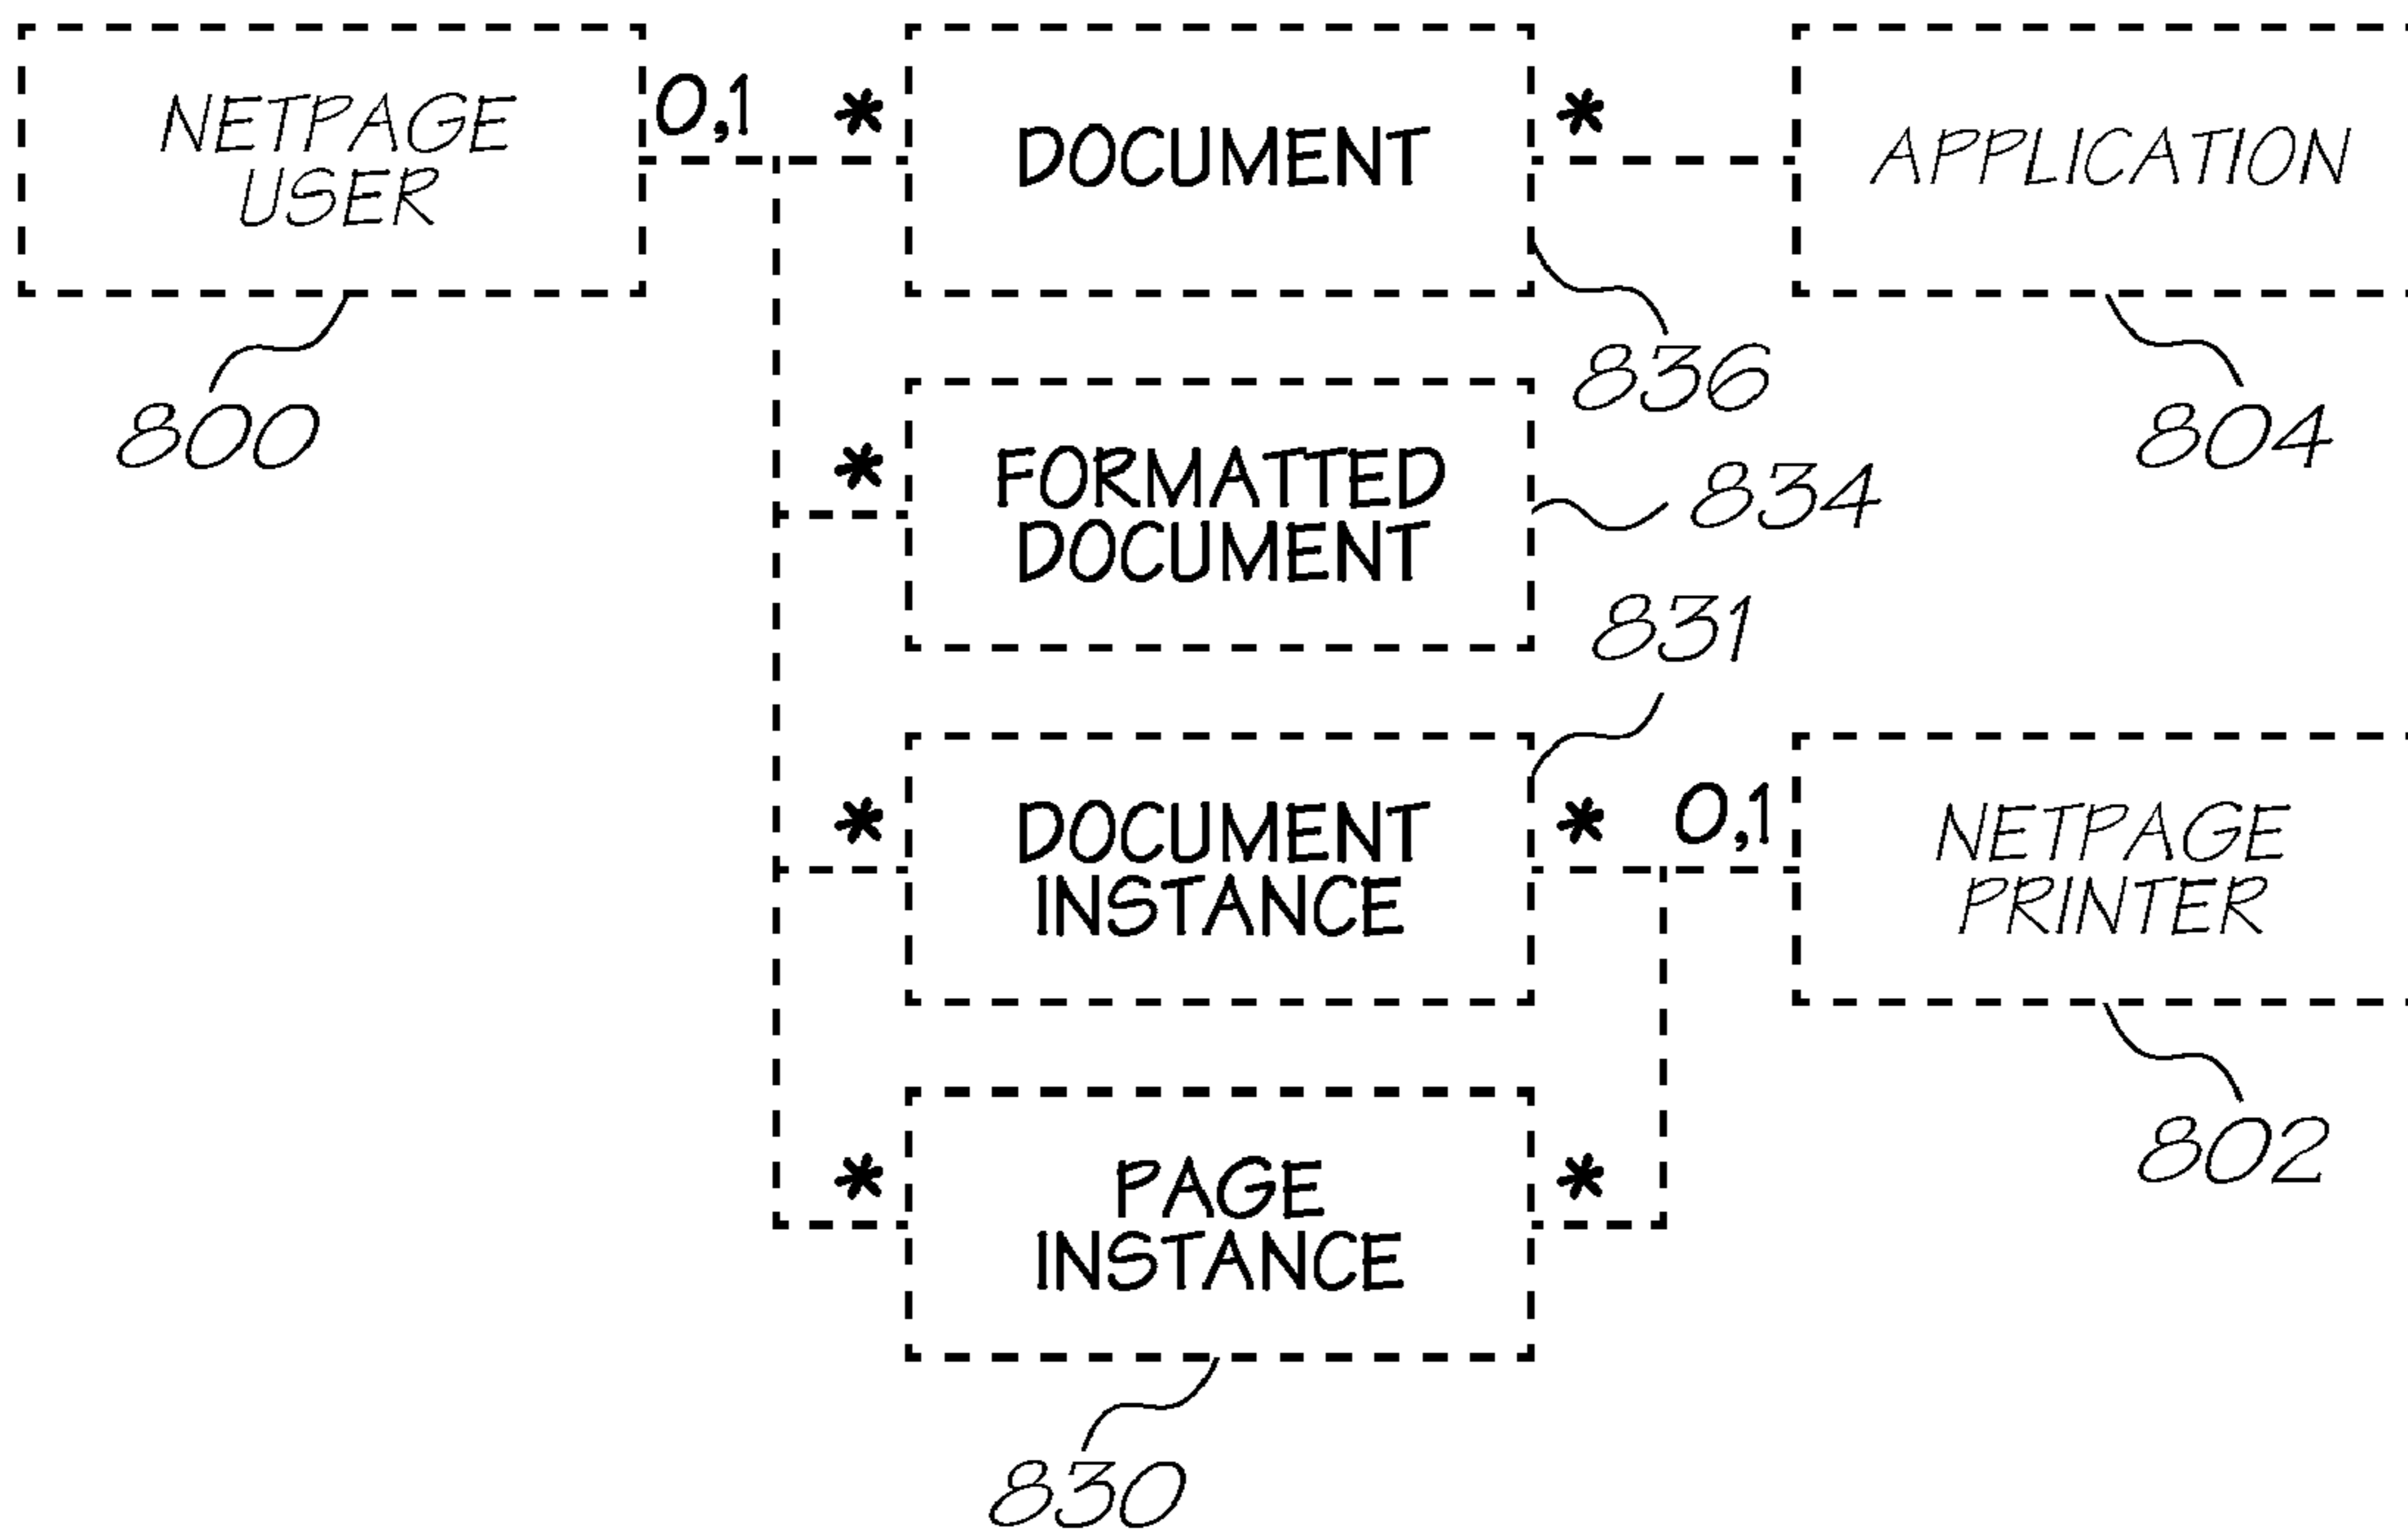 NETPAGE
USER
0,1
*
DOCUMENT
*
APPLICATION
800
836
804
*
FORMATTED
DOCUMENT
834
831
*
DOCUMENT
INSTANCE
*
0,1
NETPAGE
PRINTER
802
*
PAGE
INSTANCE
*
830